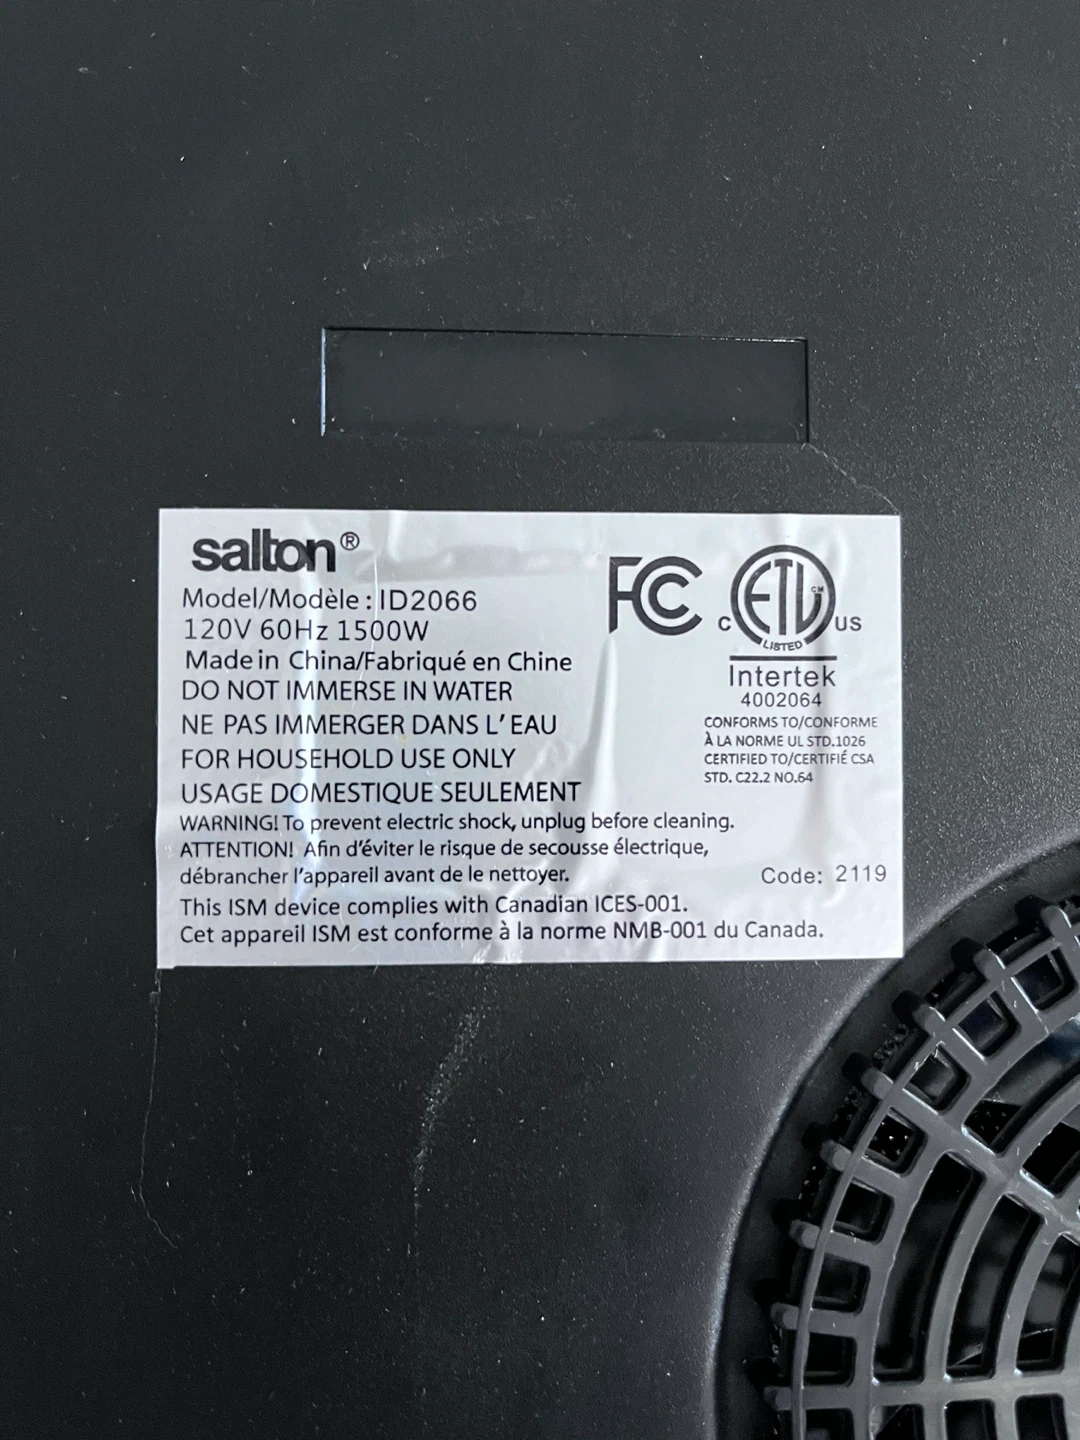 salton®
Model/Modèle : ID2066
120V 60Hz 1500W
Made in China/Fabriqué en Chine
DO NOT IMMERSE IN WATER
NE PAS IMMERGER DANS L'EAU
FOR HOUSEHOLD USE ONLY
USAGE DOMESTIQUE SEULEMENT
WARNING! To prevent electric shock, unplug before cleaning.
ATTENTION! Afin d'éviter le risque de secousse électrique,
débrancher l'appareil avant de le nettoyer.
This ISM device complies with Canadian ICES-001.
Cet appareil ISM est conforme à la norme NMB-001 du Canada.
FC
C ETL CM US
LISTED
Intertek
4002064
CONFORMS TO/CONFORME
À LA NORME UL STD.1026
CERTIFIED TO/CERTIFIÉ CSA
STD. C22.2 NO.64
Code: 2119